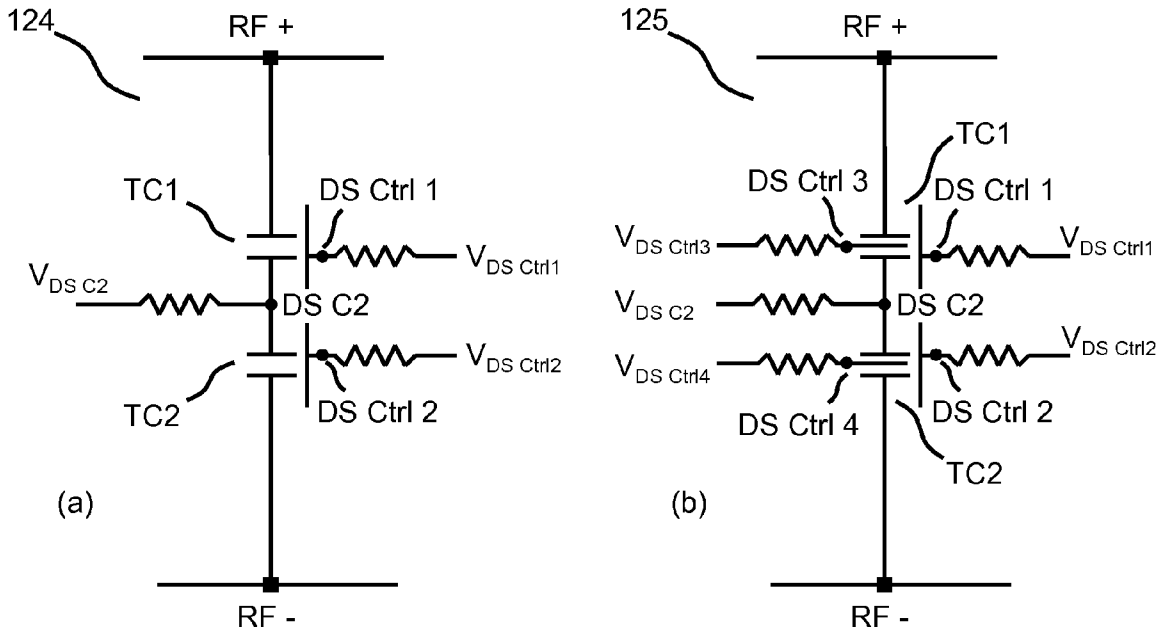 124
RF +
TC1
DS Ctrl 1
V DS Ctrl1
V DS C2
DS C2
V DS Ctrl2
TC2
DS Ctrl 2
(a)
RF -
125
RF +
TC1
DS Ctrl 3
DS Ctrl 1
V DS Ctrl3
V DS Ctrl1
V DS C2
DS C2
V DS Ctrl2
V DS Ctrl4
DS Ctrl 4
DS Ctrl 2
TC2
(b)
RF -